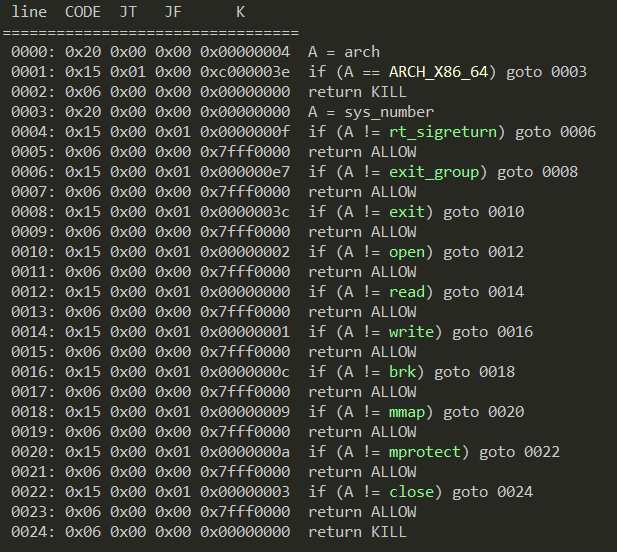 line  CODE  JT   JF      K
=================================
0000: 0x20 0x00 0x00 0x00000004  A = arch
0001: 0x15 0x01 0x00 0xc000003e  if (A == ARCH_X86_64) goto 0003
0002: 0x06 0x00 0x00 0x00000000  return KILL
0003: 0x20 0x00 0x00 0x00000000  A = sys_number
0004: 0x15 0x00 0x01 0x0000000f  if (A != rt_sigreturn) goto 0006
0005: 0x06 0x00 0x00 0x7fff0000  return ALLOW
0006: 0x15 0x00 0x01 0x000000e7  if (A != exit_group) goto 0008
0007: 0x06 0x00 0x00 0x7fff0000  return ALLOW
0008: 0x15 0x00 0x01 0x0000003c  if (A != exit) goto 0010
0009: 0x06 0x00 0x00 0x7fff0000  return ALLOW
0010: 0x15 0x00 0x01 0x00000002  if (A != open) goto 0012
0011: 0x06 0x00 0x00 0x7fff0000  return ALLOW
0012: 0x15 0x00 0x01 0x00000000  if (A != read) goto 0014
0013: 0x06 0x00 0x00 0x7fff0000  return ALLOW
0014: 0x15 0x00 0x01 0x00000001  if (A != write) goto 0016
0015: 0x06 0x00 0x00 0x7fff0000  return ALLOW
0016: 0x15 0x00 0x01 0x0000000c  if (A != brk) goto 0018
0017: 0x06 0x00 0x00 0x7fff0000  return ALLOW
0018: 0x15 0x00 0x01 0x00000009  if (A != mmap) goto 0020
0019: 0x06 0x00 0x00 0x7fff0000  return ALLOW
0020: 0x15 0x00 0x01 0x0000000a  if (A != mprotect) goto 0022
0021: 0x06 0x00 0x00 0x7fff0000  return ALLOW
0022: 0x15 0x00 0x01 0x00000003  if (A != close) goto 0024
0023: 0x06 0x00 0x00 0x7fff0000  return ALLOW
0024: 0x06 0x00 0x00 0x00000000  return KILL